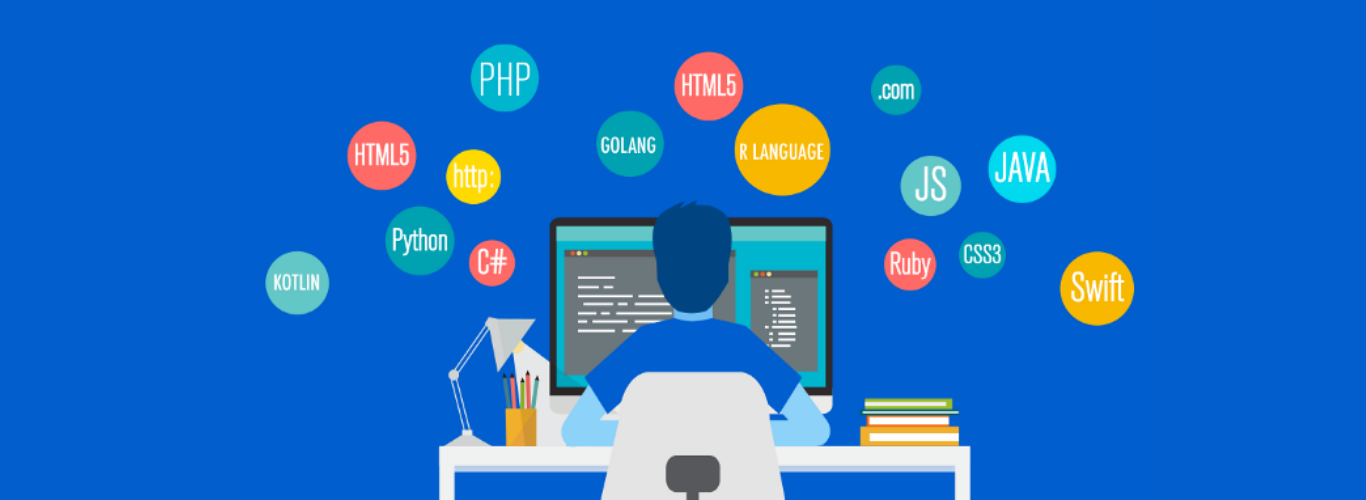 PHP
HTML5
.com
GOLANG
R LANGUAGE
HTML5
http:
JS
JAVA
Python
C#
Ruby
CSS3
KOTLIN
Swift